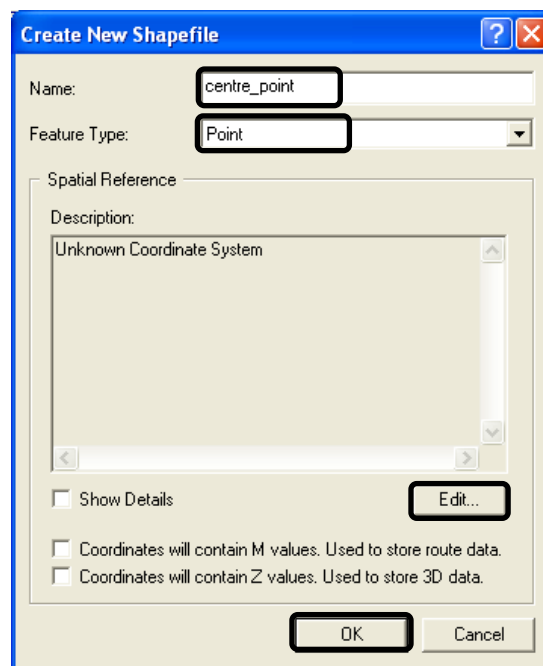 Create New Shapefile
Name: centre_point
Feature Type: Point
Spatial Reference
Description:
Unknown Coordinate System
Show Details Edit...
Coordinates will contain M values. Used to store route data.
Coordinates will contain Z values. Used to store 3D data.
OK Cancel